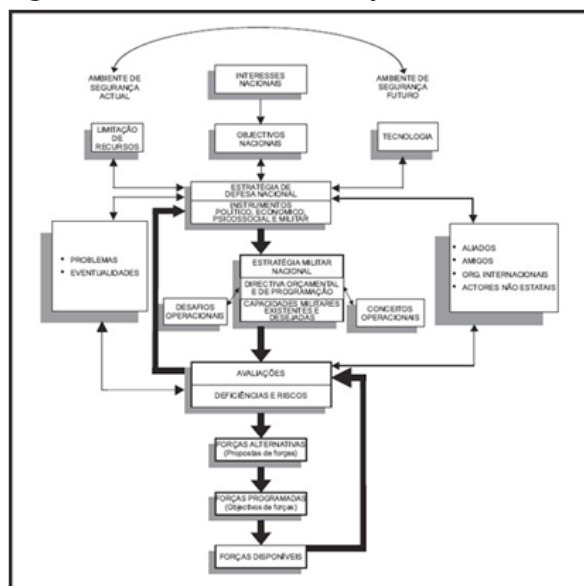 AMBIENTE DE
SEGURANÇA
ACTUAL
INTERESSES
NACIONAIS
AMBIENTE DE
SEGURANÇA
FUTURO
LIMITAÇÃO
DE
RECURSOS
OBJECTIVOS
NACIONAIS
TECNOLOGIA
ESTRATÉGIA DE
DEFESA NACIONAL
INSTRUMENTOS
POLÍTICO, ECONÓMICO,
PSICOSSOCIAL E MILITAR
• PROBLEMAS
• EVENTUALIDADES
ESTRATÉGIA MILITAR
NACIONAL
DIRECTIVA ORÇAMENTAL
E DE PROGRAMAÇÃO
CAPACIDADES MILITARES
EXISTENTES E
DESEJADAS
DESAFIOS
OPERACIONAIS
CONCEITOS
OPERACIONAIS
• ALIADOS
• AMIGOS
• ORG. INTERNACIONAIS
• ACTORES NÃO ESTATAIS
AVALIAÇÕES
DEFICIÊNCIAS E RISCOS
FORÇAS ALTERNATIVAS
(Propostas de forças)
FORÇAS PROGRAMADAS
(Objectivos de forças)
FORÇAS DISPONÍVEIS